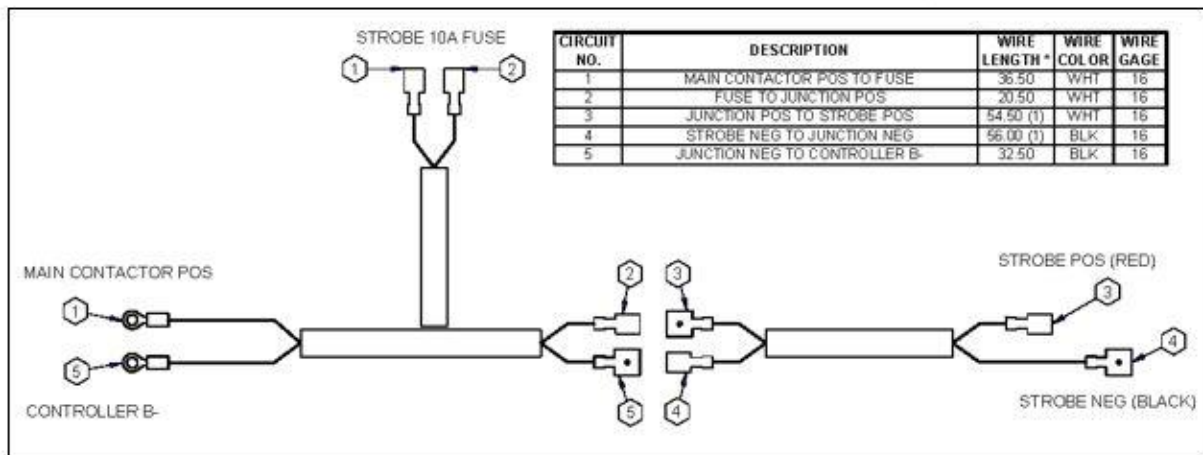 STROBE 10A FUSE
1
2
CIRCUIT NO. DESCRIPTION WIRE LENGTH * WIRE COLOR WIRE GAGE
1 MAIN CONTACTOR POS TO FUSE 36.50 WHT 16
2 FUSE TO JUNCTION POS 20.50 WHT 16
3 JUNCTION POS TO STROBE POS 54.50 (1) WHT 16
4 STROBE NEG TO JUNCTION NEG 56.00 (1) BLK 16
5 JUNCTION NEG TO CONTROLLER B- 32.50 BLK 16
MAIN CONTACTOR POS
1
5
CONTROLLER B-
2
3
5
4
STROBE POS (RED)
3
4
STROBE NEG (BLACK)